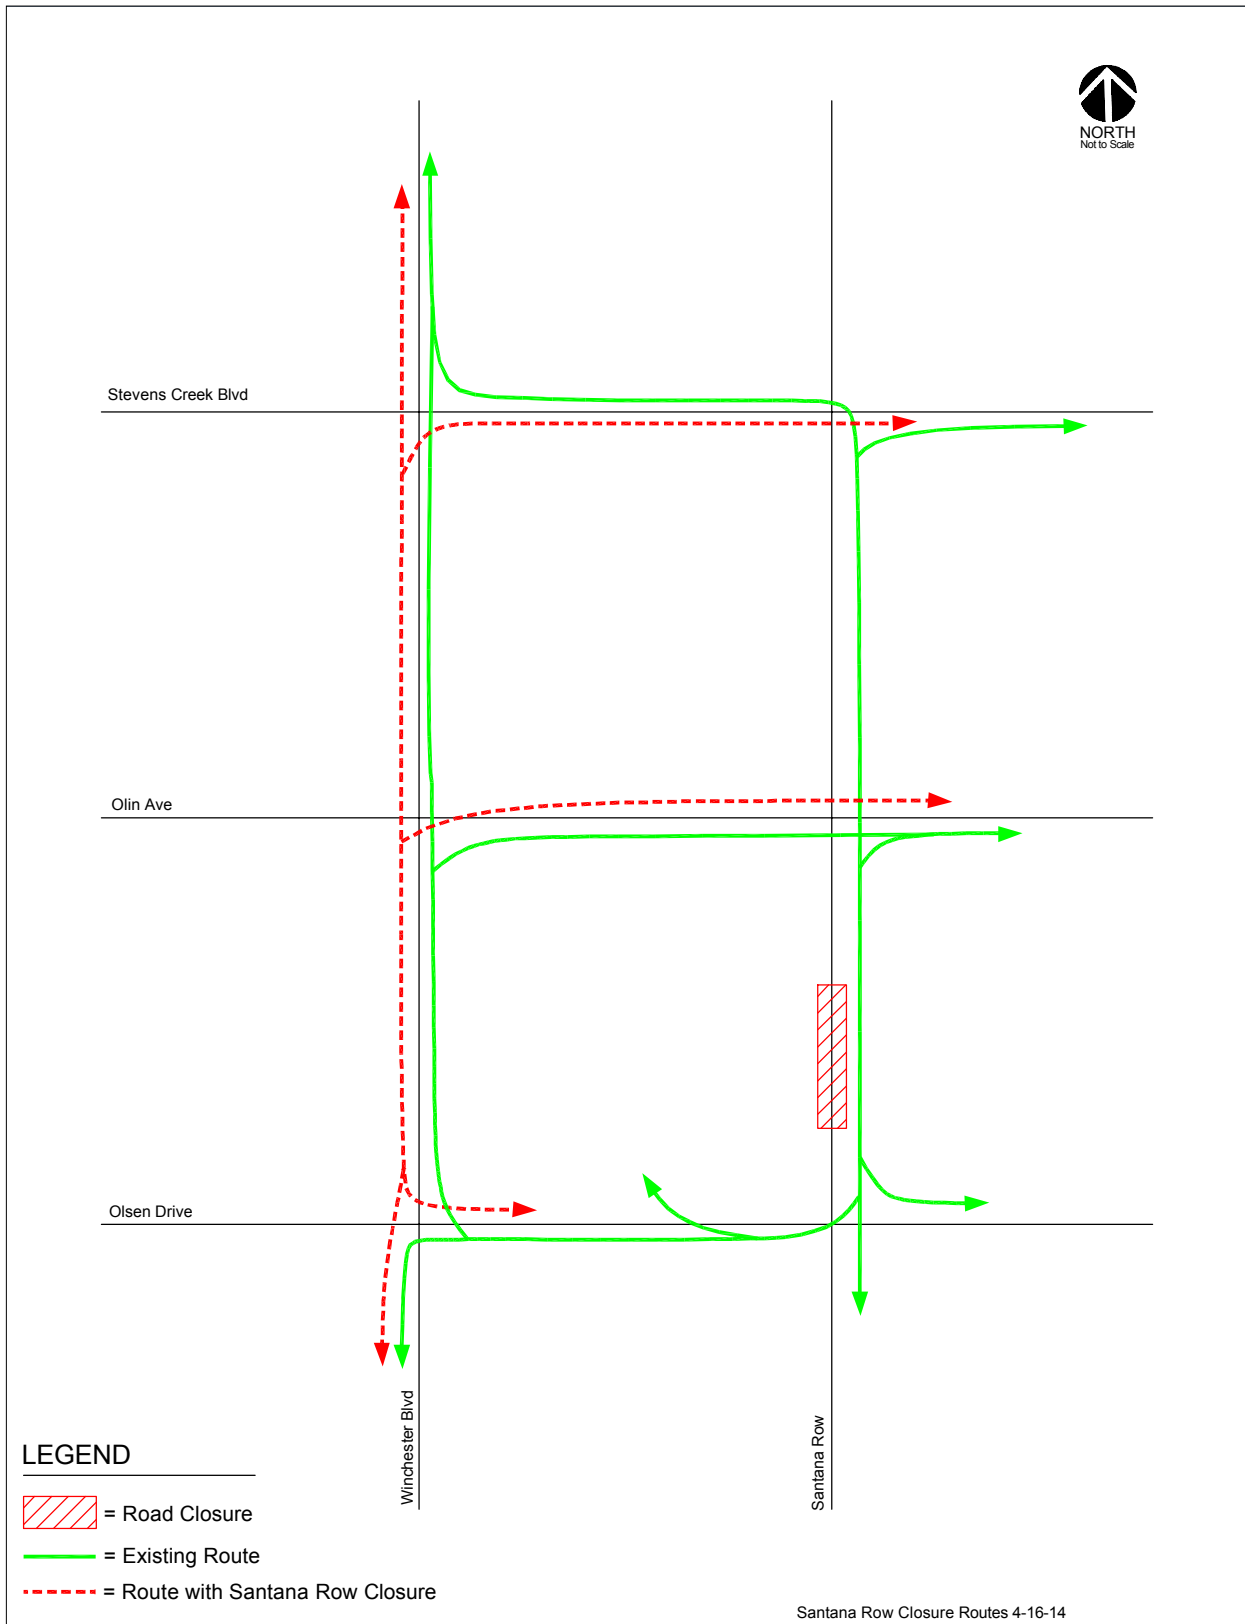 NORTH
Not to Scale
Stevens Creek Blvd
Olin Ave
Olsen Drive
Winchester Blvd
Santana Row
LEGEND
= Road Closure
= Existing Route
= Route with Santana Row Closure
Santana Row Closure Routes 4-16-14